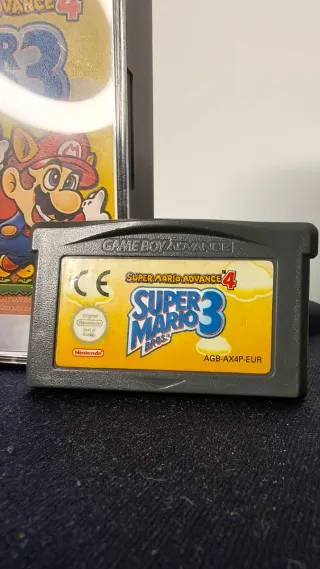 ADVANCE 4
3
GAME BOY ADVANCE
SUPER MARIO ADVANCE 4
CE
SUPER
MARIO 3
BROS.
Original
Nintendo
Seal of
Nintendo
AGB-AX4P-EUR